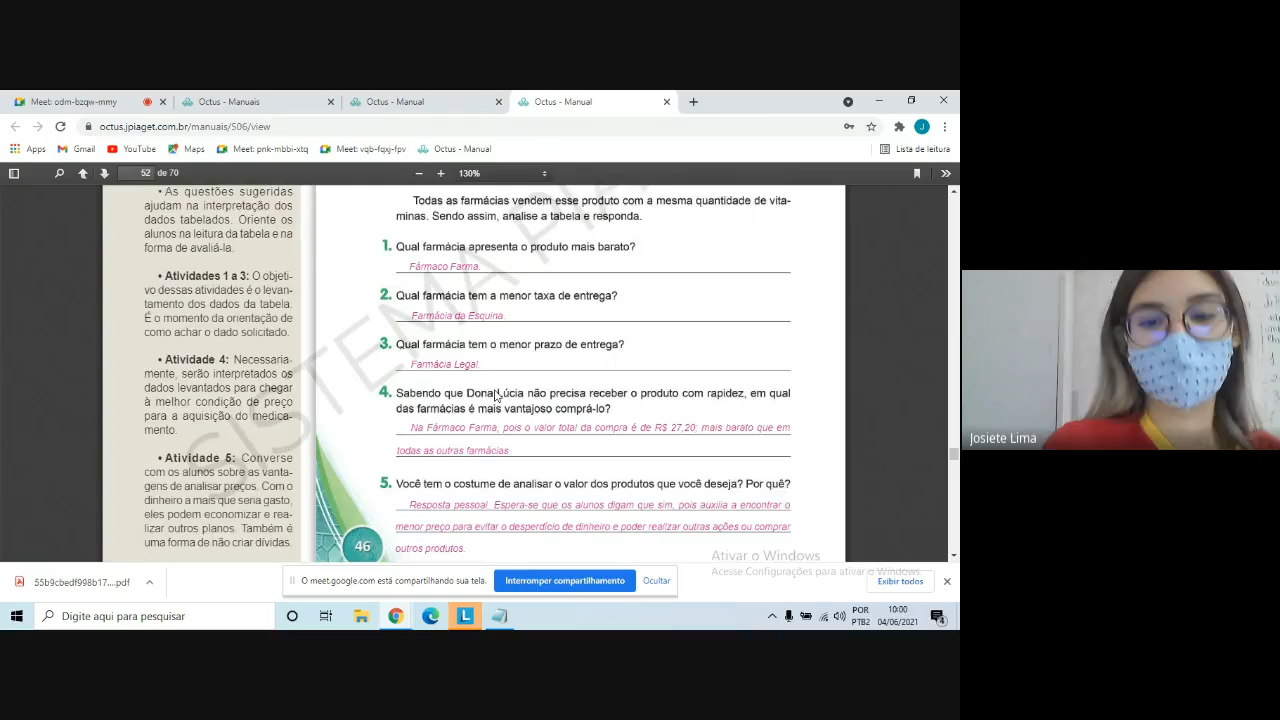 Meet: odm-bzqw-mmy
Octus - Manuais
Octus - Manual
Octus - Manual
octus.jpiaget.com.br/manuais/506/view
Apps
Gmail
YouTube
Maps
Meet: pnk-mbbi-xtq
Meet: vqb-fqxj-fpv
Octus - Manual
Lista de leitura
52 de 70
130%
• As questões sugeridas
ajudam na interpretação dos
dados tabelados. Oriente os
alunos na leitura da tabela e na
forma de avaliá-la.
• Atividades 1 a 3: O objeti-
vo dessas atividades é o levan-
tamento dos dados da tabela.
É o momento da orientação de
como achar o dado solicitado.
• Atividade 4: Necessaria-
mente, serão interpretados os
dados levantados para chegar
à melhor condição de preço
para a aquisição do medica-
mento.
• Atividade 5: Converse
com os alunos sobre as vanta-
gens de analisar preços. Com o
dinheiro a mais que seria gasto,
eles podem economizar e rea-
lizar outros planos. Também é
uma forma de não criar dívidas.
Todas as farmácias vendem esse produto com a mesma quantidade de vita-
minas. Sendo assim, analise a tabela e responda.
1. Qual farmácia apresenta o produto mais barato?
Fármaco Farma.
2. Qual farmácia tem a menor taxa de entrega?
Farmácia da Esquina.
3. Qual farmácia tem o menor prazo de entrega?
Farmácia Legal.
4. Sabendo que Dona Lúcia não precisa receber o produto com rapidez, em qual
das farmácias é mais vantajoso comprá-lo?
Na Fármaco Farma, pois o valor total da compra é de R$ 27,20; mais barato que em
todas as outras farmácias
5. Você tem o costume de analisar o valor dos produtos que você deseja? Por quê?
Resposta pessoal. Espera-se que os alunos digam que sim, pois auxilia a encontrar o
menor preço para evitar o desperdício de dinheiro e poder realizar outras ações ou comprar
outros produtos.
46
SISTEMA
Ativar o Windows
Acesse Configurações para ativar o Windows.
55b9cbedf998b17....pdf
O meet.google.com está compartilhando sua tela.
Interromper compartilhamento
Ocultar
Exibir todos
Digite aqui para pesquisar
POR
PTB2
10:00
04/06/2021
4
Josiete Lima